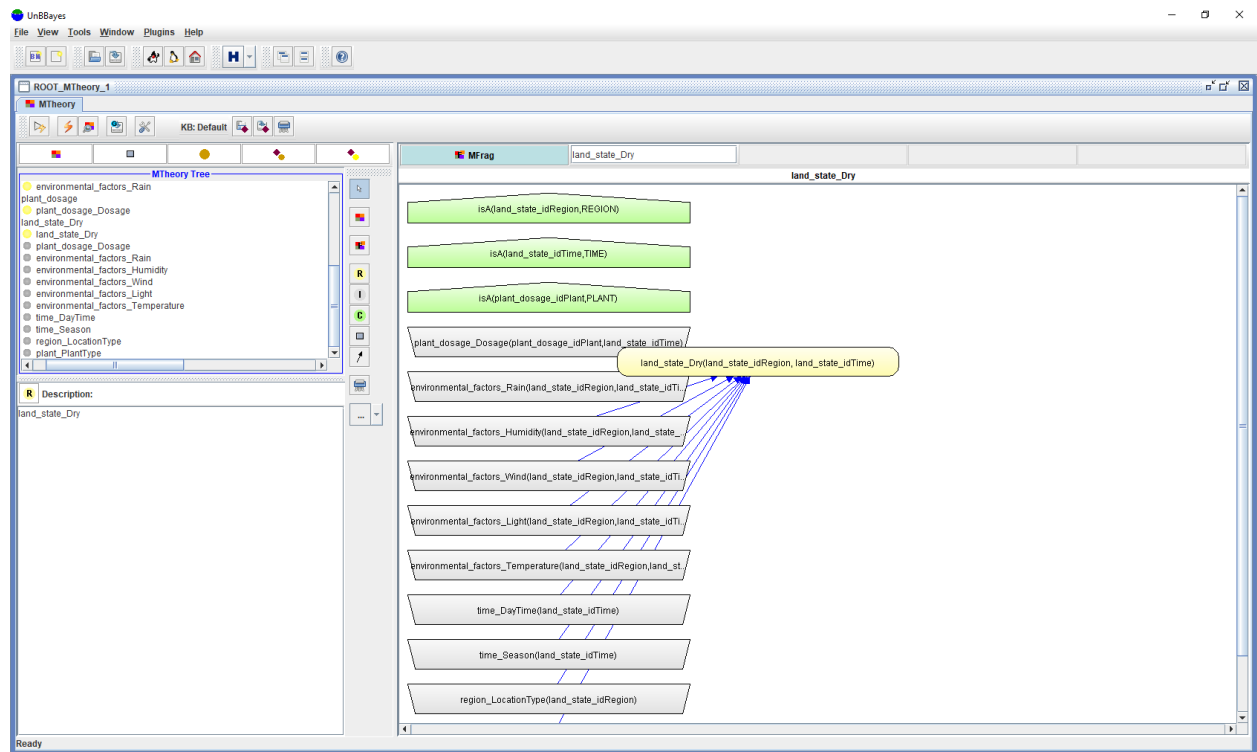 UnBBayes
File View Tools Window Plugins Help
BN
H
ROOT_MTheory_1
MTheory
KB: Default
MTheory Tree
environmental_factors_Rain
plant_dosage
plant_dosage_Dosage
land_state_Dry
land_state_Dry
plant_dosage_Dosage
environmental_factors_Rain
environmental_factors_Humidity
environmental_factors_Wind
environmental_factors_Light
environmental_factors_Temperature
time_DayTime
time_Season
region_LocationType
plant_PlantType
R Description:
land_state_Dry
R
I
C
...
MFrag land_state_Dry
land_state_Dry
isA(land_state_idRegion,REGION)
isA(land_state_idTime,TIME)
isA(plant_dosage_idPlant,PLANT)
plant_dosage_Dosage(plant_dosage_idPlant,land_state_idTime)
land_state_Dry(land_state_idRegion, land_state_idTime)
environmental_factors_Rain(land_state_idRegion,land_state_idTi...
environmental_factors_Humidity(land_state_idRegion,land_state_...
environmental_factors_Wind(land_state_idRegion,land_state_idTi...
environmental_factors_Light(land_state_idRegion,land_state_idTi...
environmental_factors_Temperature(land_state_idRegion,land_st...
time_DayTime(land_state_idTime)
time_Season(land_state_idTime)
region_LocationType(land_state_idRegion)
Ready